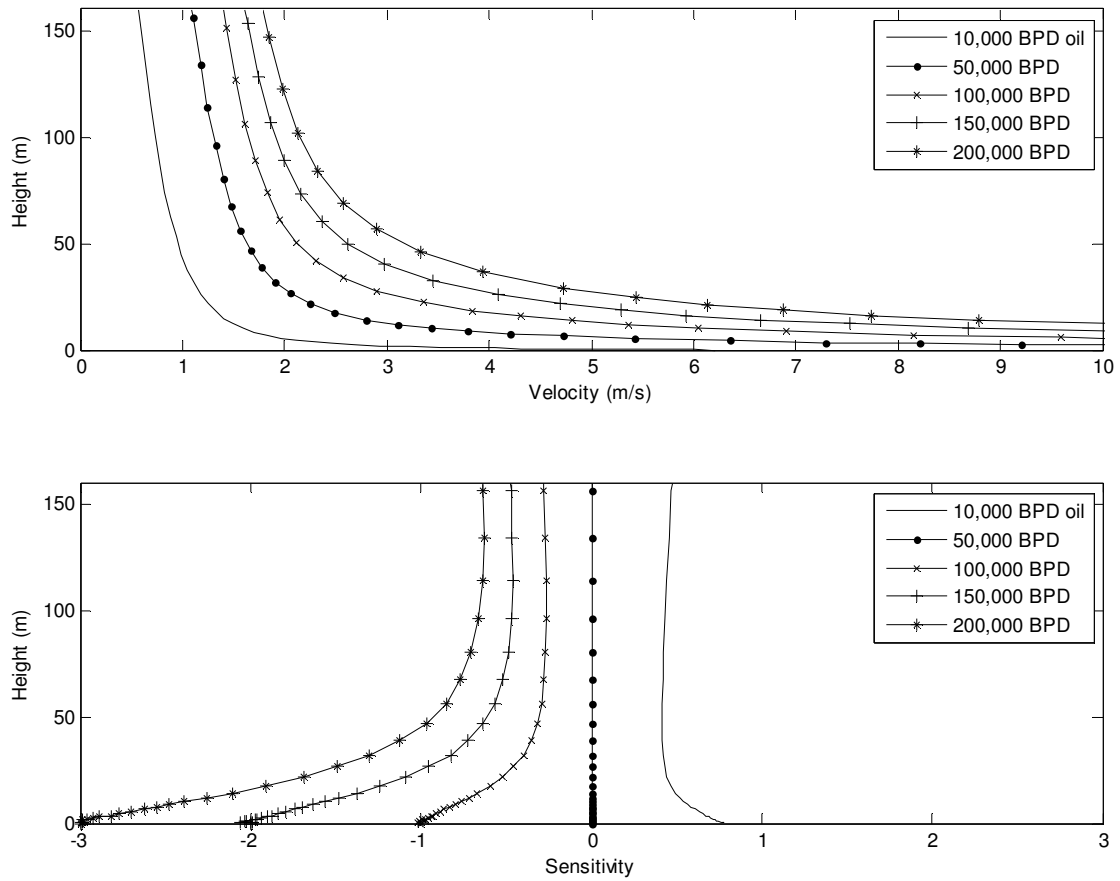 150
100
50
0
Height (m)
0 1 2 3 4 5 6 7 8 9 10
Velocity (m/s)
10,000 BPD oil
50,000 BPD
100,000 BPD
150,000 BPD
200,000 BPD
150
100
50
0
Height (m)
-3 -2 -1 0 1 2 3
Sensitivity
10,000 BPD oil
50,000 BPD
100,000 BPD
150,000 BPD
200,000 BPD